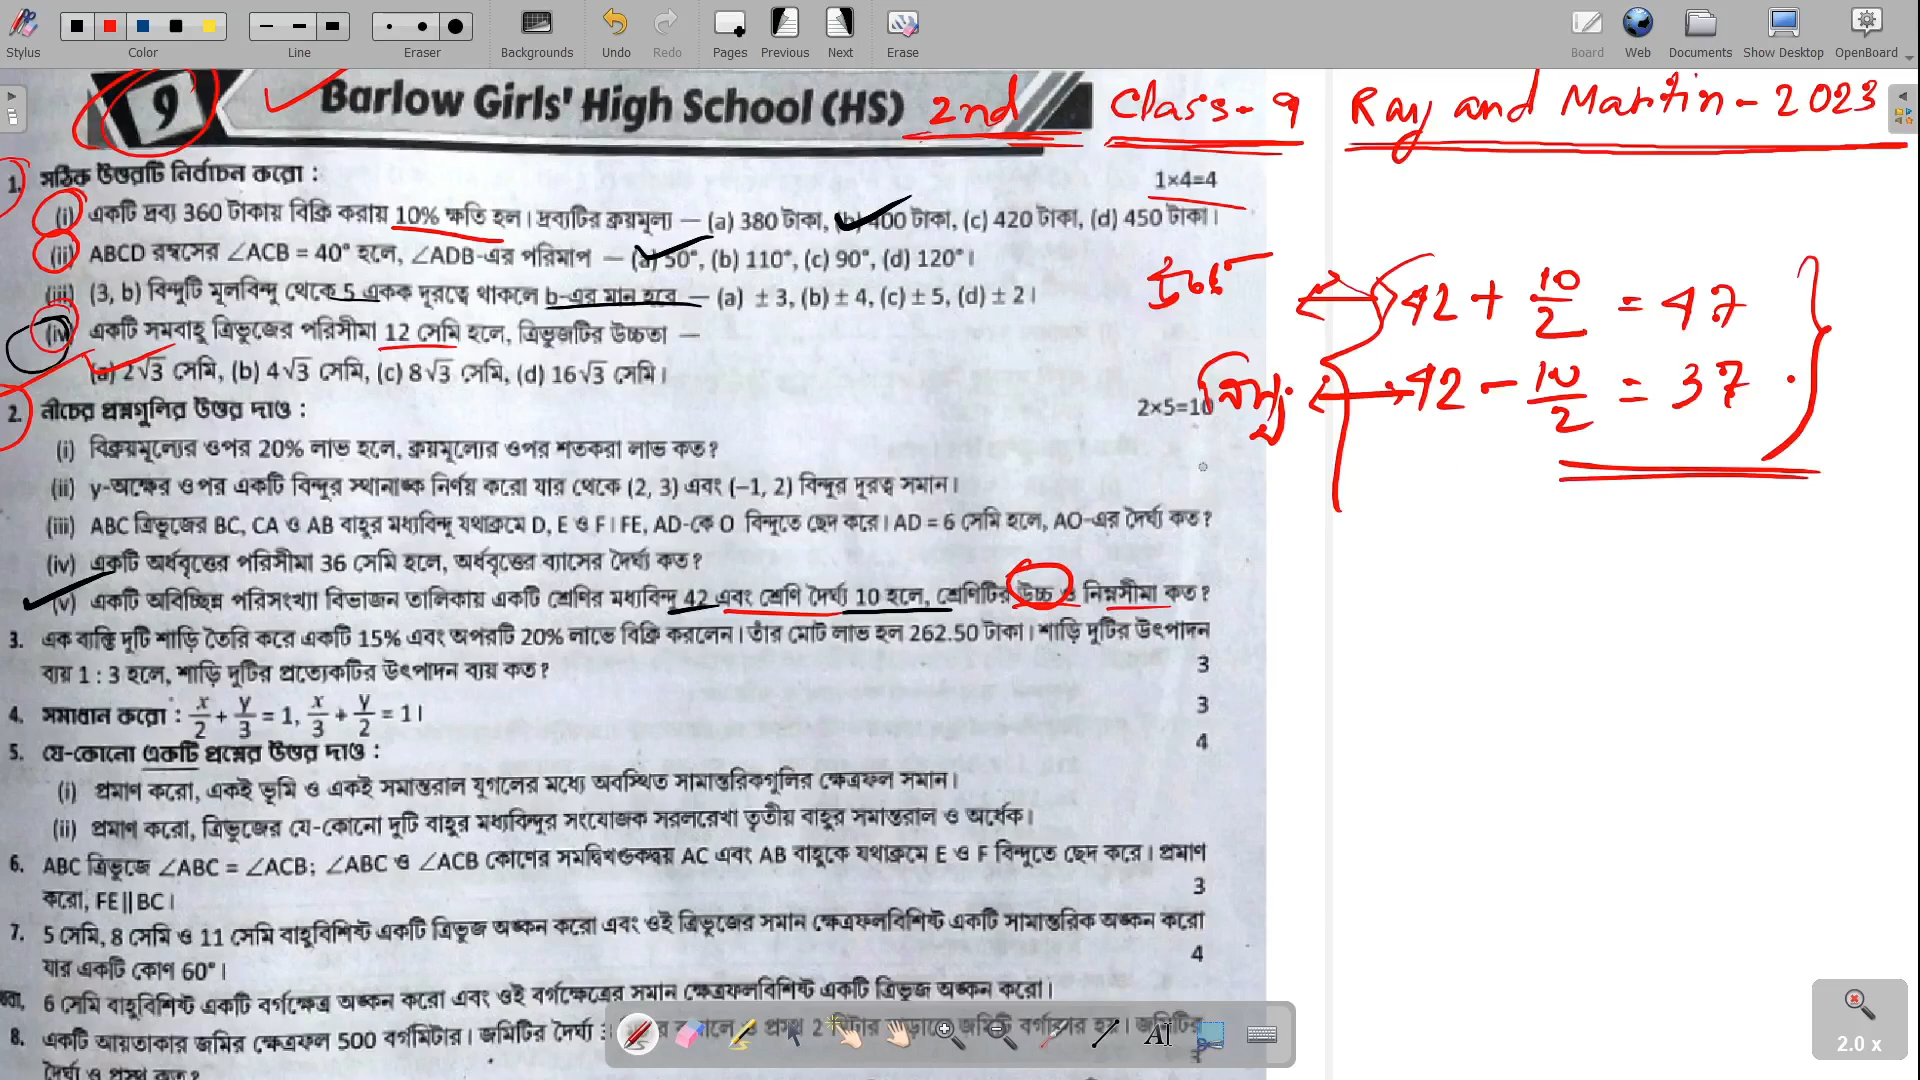 Stylus Color Line Eraser Backgrounds Undo Redo Pages Previous Next Erase Board Web Documents Show Desktop OpenBoard
9 Barlow Girls' High School (HS) 2nd Class-9 Ray and Martin-2023
1. সঠিক উত্তরটি নির্বাচন করো : 1×4=4
(i) একটি দ্রব্য 360 টাকায় বিক্রি করায় 10% ক্ষতি হল। দ্রব্যটির ক্রয়মূল্য — (a) 380 টাকা, (b) 400 টাকা, (c) 420 টাকা, (d) 450 টাকা।
(ii) ABCD রম্বসের ∠ACB = 40° হলে, ∠ADB-এর পরিমাপ — (a) 50°, (b) 110°, (c) 90°, (d) 120°।
(iii) (3, b) বিন্দুটি মূলবিন্দু থেকে 5 একক দূরত্বে থাকলে b-এর মান হবে — (a) ± 3, (b) ± 4, (c) ± 5, (d) ± 2।
(iv) একটি সমবাহু ত্রিভুজের পরিসীমা 12 সেমি হলে, ত্রিভুজটির উচ্চতা —
(a) 2√3 সেমি, (b) 4√3 সেমি, (c) 8√3 সেমি, (d) 16√3 সেমি।
2. নীচের প্রশ্নগুলির উত্তর দাও : 2×5=10
(i) বিক্রয়মূল্যের ওপর 20% লাভ হলে, ক্রয়মূল্যের ওপর শতকরা লাভ কত?
(ii) y-অক্ষের ওপর একটি বিন্দুর স্থানাঙ্ক নির্ণয় করো যার থেকে (2, 3) এবং (−1, 2) বিন্দুর দূরত্ব সমান।
(iii) ABC ত্রিভুজের BC, CA ও AB বাহুর মধ্যবিন্দু যথাক্রমে D, E ও F। FE, AD-কে O বিন্দুতে ছেদ করে। AD = 6 সেমি হলে, AO-এর দৈর্ঘ্য কত?
(iv) একটি অর্ধবৃত্তের পরিসীমা 36 সেমি হলে, অর্ধবৃত্তের ব্যাসের দৈর্ঘ্য কত?
(v) একটি অবিচ্ছিন্ন পরিসংখ্যা বিভাজন তালিকায় একটি শ্রেণির মধ্যবিন্দু 42 এবং শ্রেণি দৈর্ঘ্য 10 হলে, শ্রেণিটির উচ্চ ও নিম্নসীমা কত?
3. এক ব্যক্তি দুটি শাড়ি তৈরি করে একটি 15% এবং অপরটি 20% লাভে বিক্রি করলেন। তাঁর মোট লাভ হল 262.50 টাকা। শাড়ি দুটির উৎপাদন
ব্যয় 1 : 3 হলে, শাড়ি দুটির প্রত্যেকটির উৎপাদন ব্যয় কত? 3
4. সমাধান করো : x/2 + y/3 = 1, x/3 + y/2 = 1। 3
5. যে-কোনো একটি প্রশ্নের উত্তর দাও : 4
(i) প্রমাণ করো, একই ভূমি ও একই সমান্তরাল যুগলের মধ্যে অবস্থিত সামান্তরিকগুলির ক্ষেত্রফল সমান।
(ii) প্রমাণ করো, ত্রিভুজের যে-কোনো দুটি বাহুর মধ্যবিন্দুর সংযোজক সরলরেখা তৃতীয় বাহুর সমান্তরাল ও অর্ধেক।
6. ABC ত্রিভুজে ∠ABC = ∠ACB; ∠ABC ও ∠ACB কোণের সমদ্বিখণ্ডকদ্বয় AC এবং AB বাহুকে যথাক্রমে E ও F বিন্দুতে ছেদ করে। প্রমাণ
করো, FE||BC। 3
7. 5 সেমি, 8 সেমি ও 11 সেমি বাহুবিশিষ্ট একটি ত্রিভুজ অঙ্কন করো এবং ওই ত্রিভুজের সমান ক্ষেত্রফলবিশিষ্ট একটি সামান্তরিক অঙ্কন করো
যার একটি কোণ 60°। 4
6 সেমি বাহুবিশিষ্ট একটি বর্গক্ষেত্র অঙ্কন করো এবং ওই বর্গক্ষেত্রের সমান ক্ষেত্রফলবিশিষ্ট একটি ত্রিভুজ অঙ্কন করো।
8. একটি আয়তাকার জমির ক্ষেত্রফল 500 বর্গমিটার। জমিটির দৈর্ঘ্য 3 ও প্রস্থ 2 জমিটি হয়। জমিটির
দৈর্ঘ্য ও প্রস্থ কত?
42 + 10/2 = 47
42 − 10/2 = 37
2.0 x